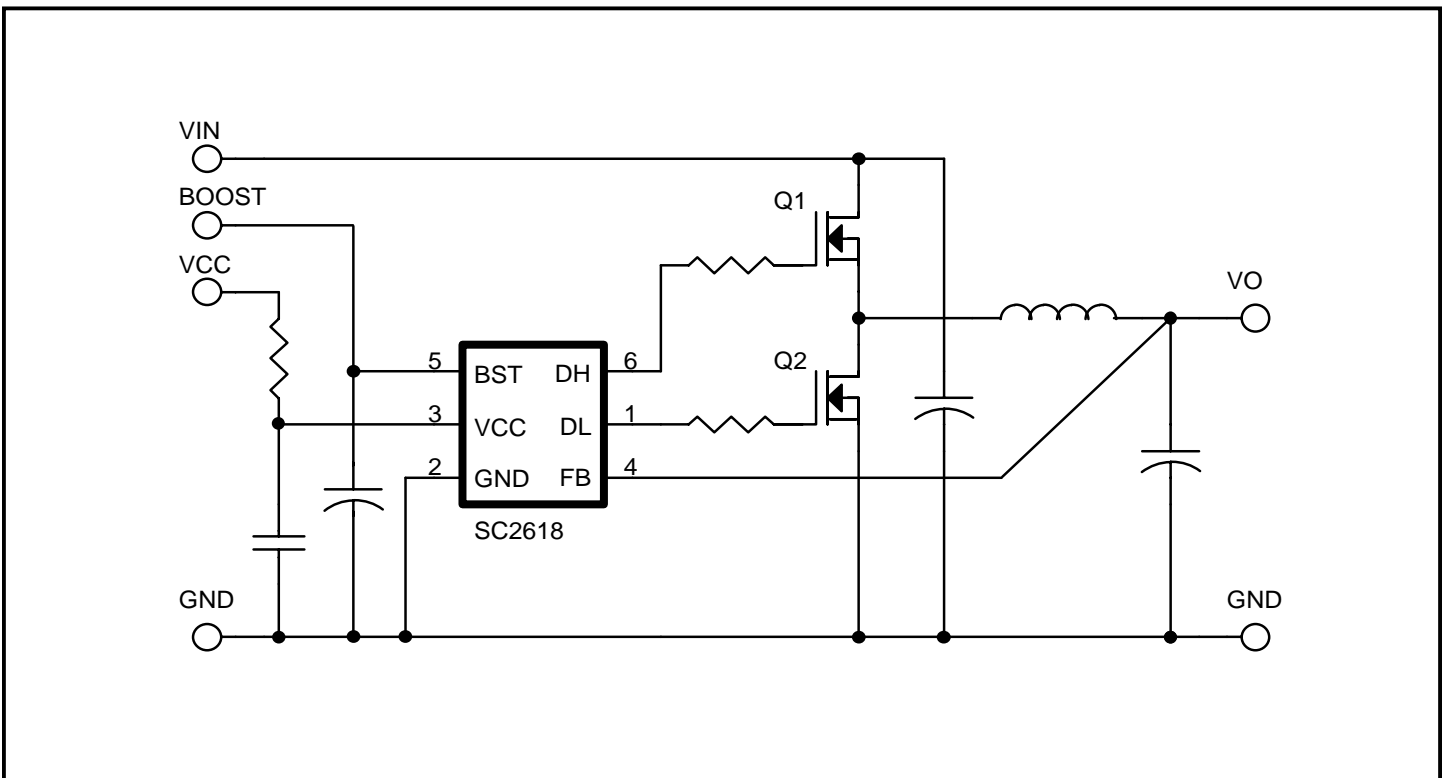 VIN
BOOST
VCC
Q1
VO
Q2
5 BST DH 6
3 VCC DL 1
2 GND FB 4
SC2618
GND GND